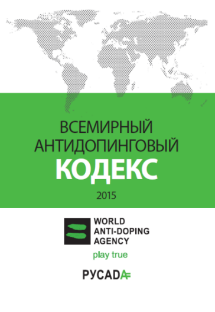 ВСЕМИРНЫЙ
АНТИДОПИНГОВЫЙ
КОДЕКС
2015
WORLD
ANTI-DOPING
AGENCY
play true
РУСАДА